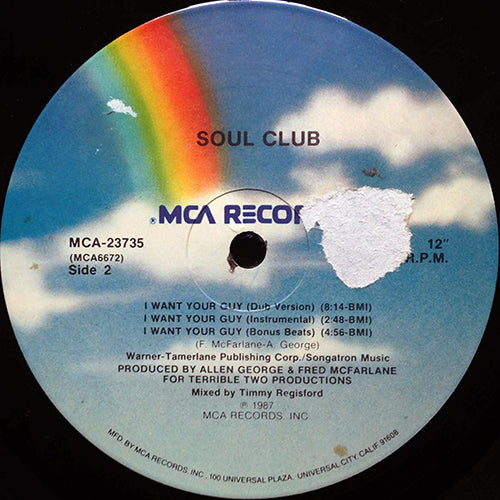 SOUL CLUB
®MCA RECOR
MCA-23735
(MCA6672)
Side 2
12"
R.P.M.
I WANT YOUR GUY (Dub Version) (8:14-BMI)
I WANT YOUR GUY (Instrumental) (2:48-BMI)
I WANT YOUR GUY (Bonus Beats) (4:56-BMI)
(F. McFarlane-A. George)
Warner-Tamerlane Publishing Corp./Songatron Music
PRODUCED BY ALLEN GEORGE & FRED MCFARLANE
FOR TERRIBLE TWO PRODUCTIONS
Mixed by Timmy Regisford
℗ 1987
MCA RECORDS, INC.
MFD. BY MCA RECORDS, INC., 100 UNIVERSAL PLAZA, UNIVERSAL CITY, CALIF. 91608